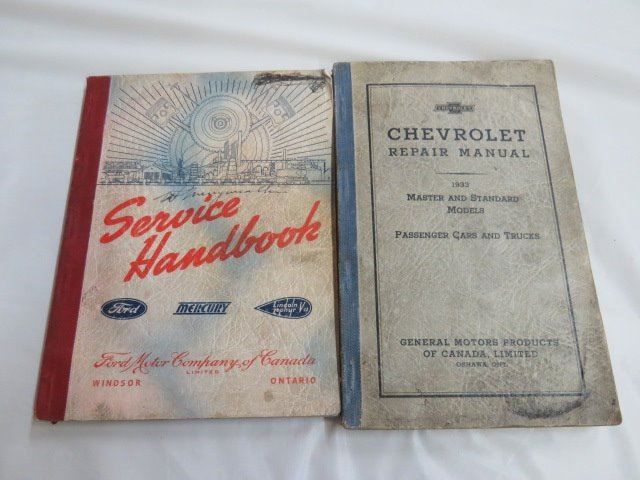 Service
Handbook
Ford
MERCURY
Lincoln
Zephyr V12
Ford Motor Company of Canada
LIMITED
WINDSOR ONTARIO
CHEVROLET
CHEVROLET
REPAIR MANUAL
1933
MASTER AND STANDARD
MODELS
PASSENGER CARS AND TRUCKS
GENERAL MOTORS PRODUCTS
OF CANADA, LIMITED
OSHAWA, ONT.